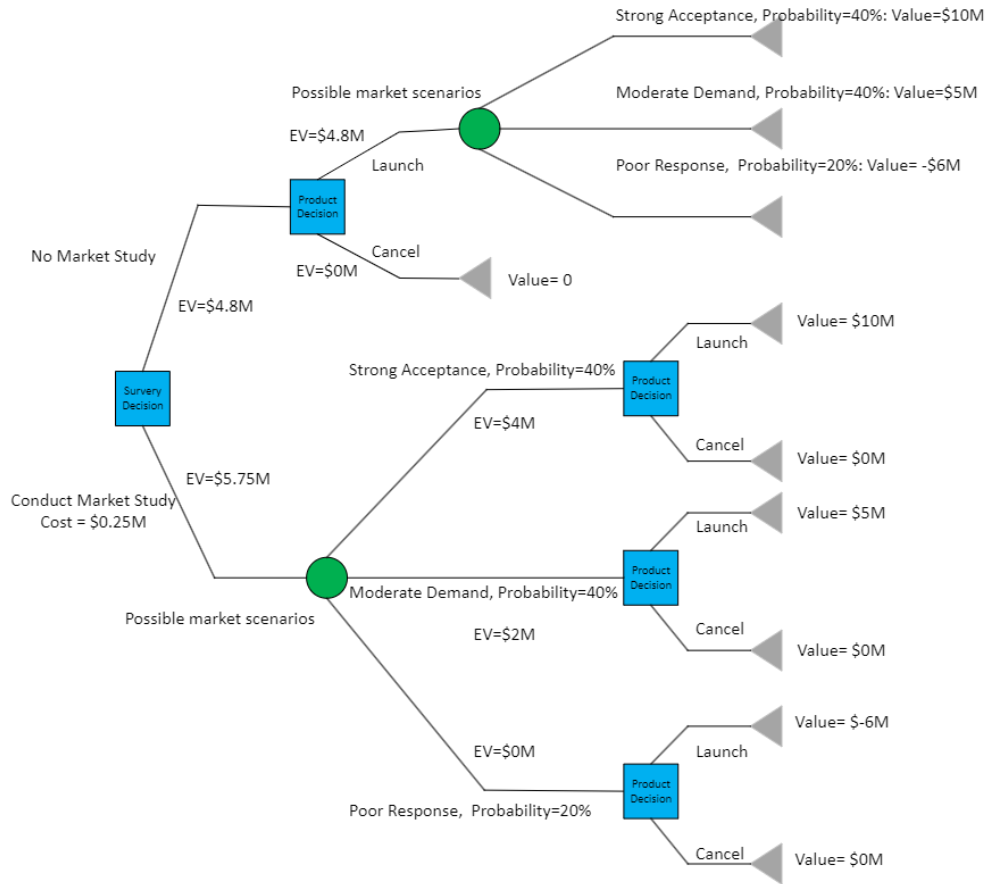 Strong Acceptance, Probability=40%: Value=$10M
Possible market scenarios
Moderate Demand, Probability=40%: Value=$5M
EV=$4.8M
Launch
Poor Response,  Probability=20%: Value= -$6M
Product
Decision
Cancel
EV=$0M
Value= 0
No Market Study
EV=$4.8M
Value= $10M
Launch
Strong Acceptance, Probability=40%
Product
Decision
Survery
Decision
EV=$4M
Cancel
Value= $0M
EV=$5.75M
Conduct Market Study
Cost = $0.25M
Value= $5M
Launch
Product
Decision
Moderate Demand, Probability=40%
Possible market scenarios
EV=$2M
Cancel
Value= $0M
Value= $-6M
EV=$0M
Launch
Product
Decision
Poor Response,  Probability=20%
Cancel
Value= $0M